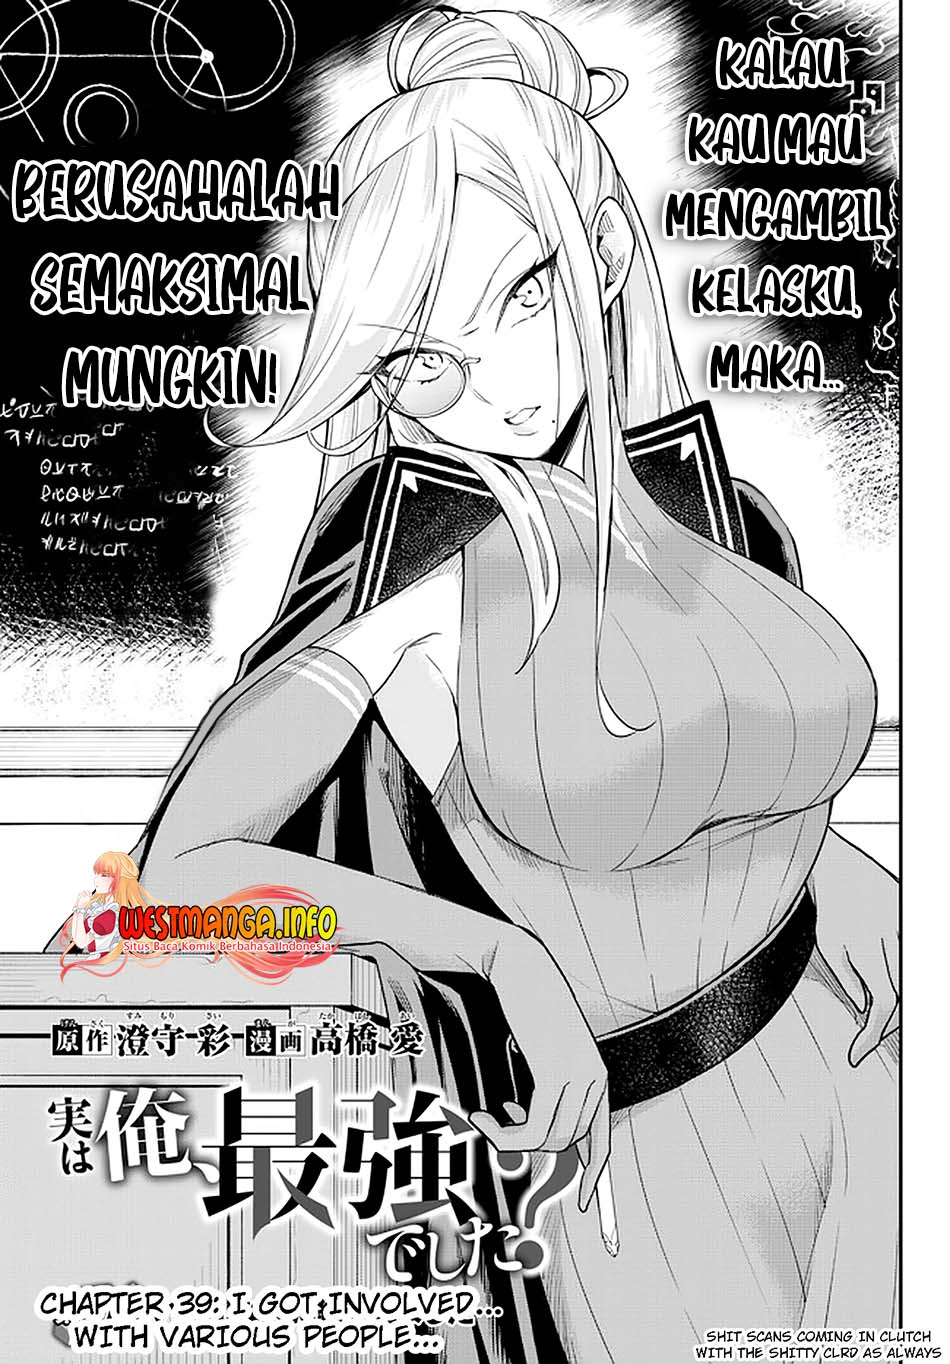 KALAU
KAU MAU
MENGAMBIL
KELASKU,
MAKA...
BERUSAHALAH
SEMAKSIMAL
MUNGKIN!
WESTMANGA.INFO
Situs Baca Komik Berbahasa Indonesia
原作 澄守 彩 漫画 高橋 愛
実は俺、最強
でした?
CHAPTER 39: I GOT INVOLVED...
WITH VARIOUS PEOPLE...
SHIT SCANS COMING IN CLUTCH
WITH THE SHITTY CLRD AS ALWAYS